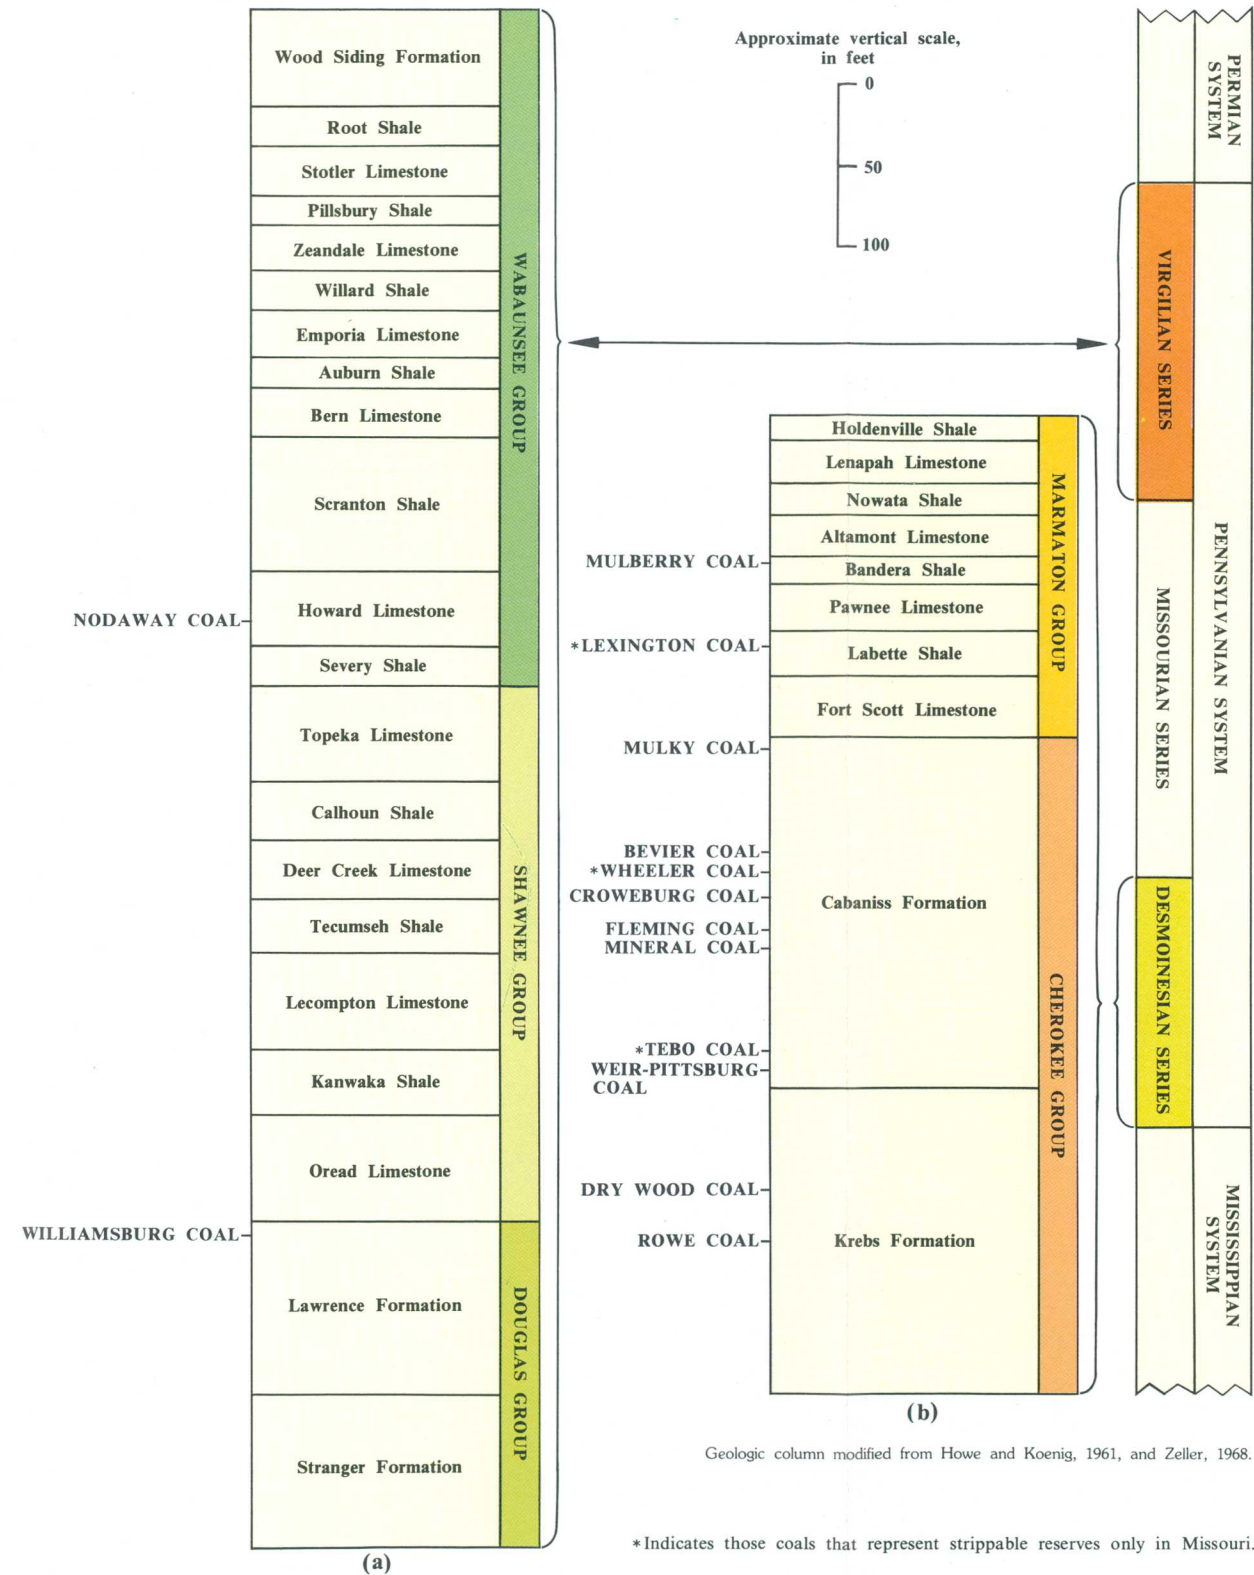 Wood Siding Formation
Root Shale
Stotler Limestone
Pillsbury Shale
Zeandale Limestone
Willard Shale
Emporia Limestone
Auburn Shale
Bern Limestone
Scranton Shale
Howard Limestone
Severy Shale
Topeka Limestone
Calhoun Shale
Deer Creek Limestone
Tecumseh Shale
Lecompton Limestone
Kanwaka Shale
Oread Limestone
Lawrence Formation
Stranger Formation
NODAWAY COAL
WILLIAMSBURG COAL
WABAUNSEE GROUP
SHAWNEE GROUP
DOUGLAS GROUP
(a)
Approximate vertical scale,
in feet
0
50
100
Holdenville Shale
Lenapah Limestone
Nowata Shale
Altamont Limestone
Bandera Shale
Pawnee Limestone
Labette Shale
Fort Scott Limestone
Cabaniss Formation
Krebs Formation
MULBERRY COAL
*LEXINGTON COAL
MULKY COAL
BEVIER COAL
*WHEELER COAL
CROWEBURG COAL
FLEMING COAL
MINERAL COAL
*TEBO COAL
WEIR-PITTSBURG
COAL
DRY WOOD COAL
ROWE COAL
MARMATON GROUP
CHEROKEE GROUP
(b)
VIRGILIAN SERIES
MISSOURIAN SERIES
DESMOINESIAN SERIES
PERMIAN
SYSTEM
PENNSYLVANIAN SYSTEM
MISSISSIPPIAN
SYSTEM
Geologic column modified from Howe and Koenig, 1961, and Zeller, 1968.
*Indicates those coals that represent strippable reserves only in Missouri.